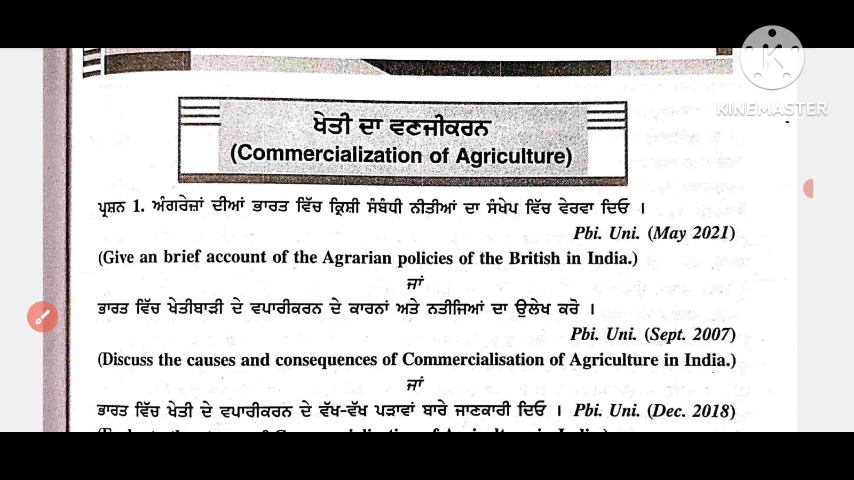 KINEMASTER
ਖੇਤੀ ਦਾ ਵਣਜੀਕਰਨ
(Commercialization of Agriculture)
ਪ੍ਰਸ਼ਨ 1. ਅੰਗਰੇਜ਼ਾਂ ਦੀਆਂ ਭਾਰਤ ਵਿੱਚ ਕ੍ਰਿਸ਼ੀ ਸੰਬੰਧੀ ਨੀਤੀਆਂ ਦਾ ਸੰਖੇਪ ਵਿੱਚ ਵੇਰਵਾ ਦਿਓ ।
Pbi. Uni. (May 2021)
(Give an brief account of the Agrarian policies of the British in India.)
ਜਾਂ
ਭਾਰਤ ਵਿੱਚ ਖੇਤੀਬਾੜੀ ਦੇ ਵਪਾਰੀਕਰਨ ਦੇ ਕਾਰਨਾਂ ਅਤੇ ਨਤੀਜਿਆਂ ਦਾ ਉਲੇਖ ਕਰੋ ।
Pbi. Uni. (Sept. 2007)
(Discuss the causes and consequences of Commercialisation of Agriculture in India.)
ਜਾਂ
ਭਾਰਤ ਵਿੱਚ ਖੇਤੀ ਦੇ ਵਪਾਰੀਕਰਨ ਦੇ ਵੱਖ-ਵੱਖ ਪੜਾਵਾਂ ਬਾਰੇ ਜਾਣਕਾਰੀ ਦਿਓ । Pbi. Uni. (Dec. 2018)